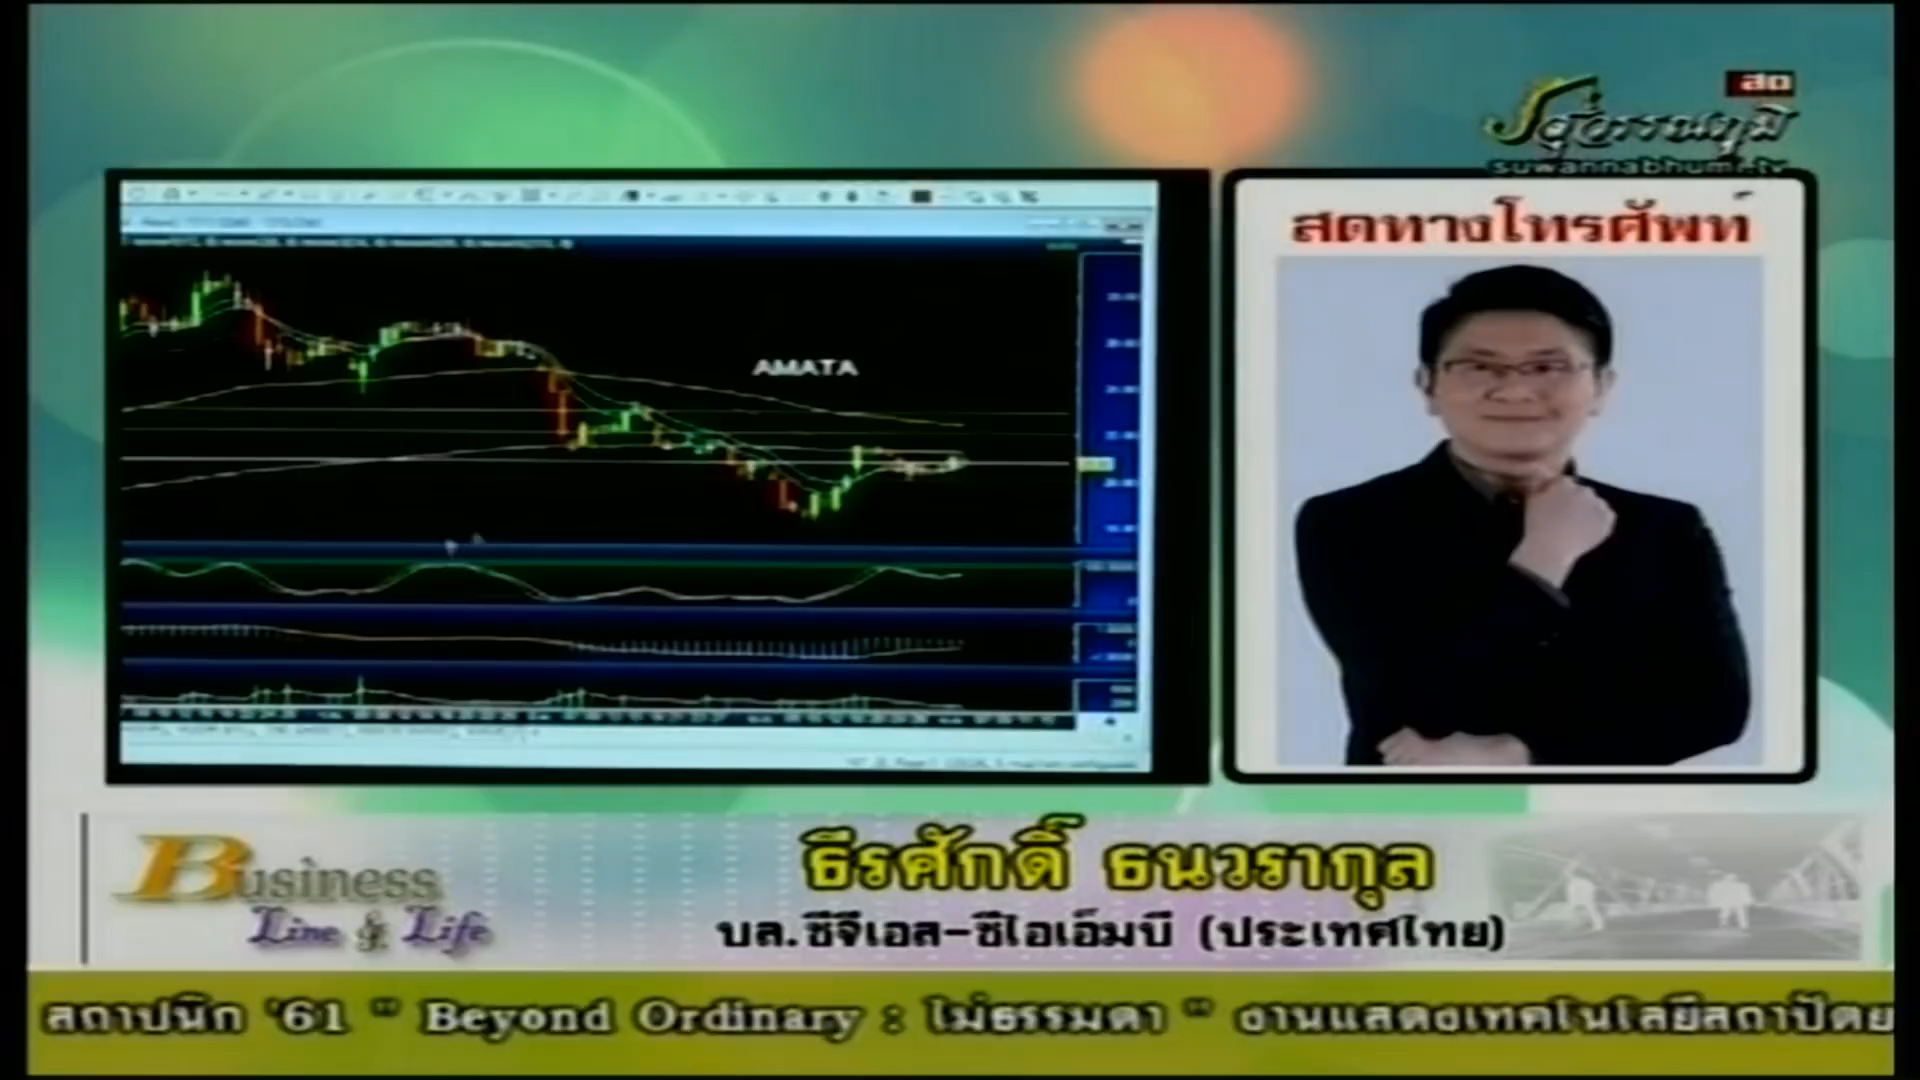 สด
สุวรรณภูมิ
suwannabhumi.tv
สดทางโทรศัพท์
AMATA
Business
Line & Life
ธีรศักดิ์ ธนวรากุล
บล.ซีจีเอส-ซีไอเอ็มบี (ประเทศไทย)
สถาปนิก '61 " Beyond Ordinary : ไม่ธรรมดา " งานแสดงเทคโนโลยีสถาปัตย